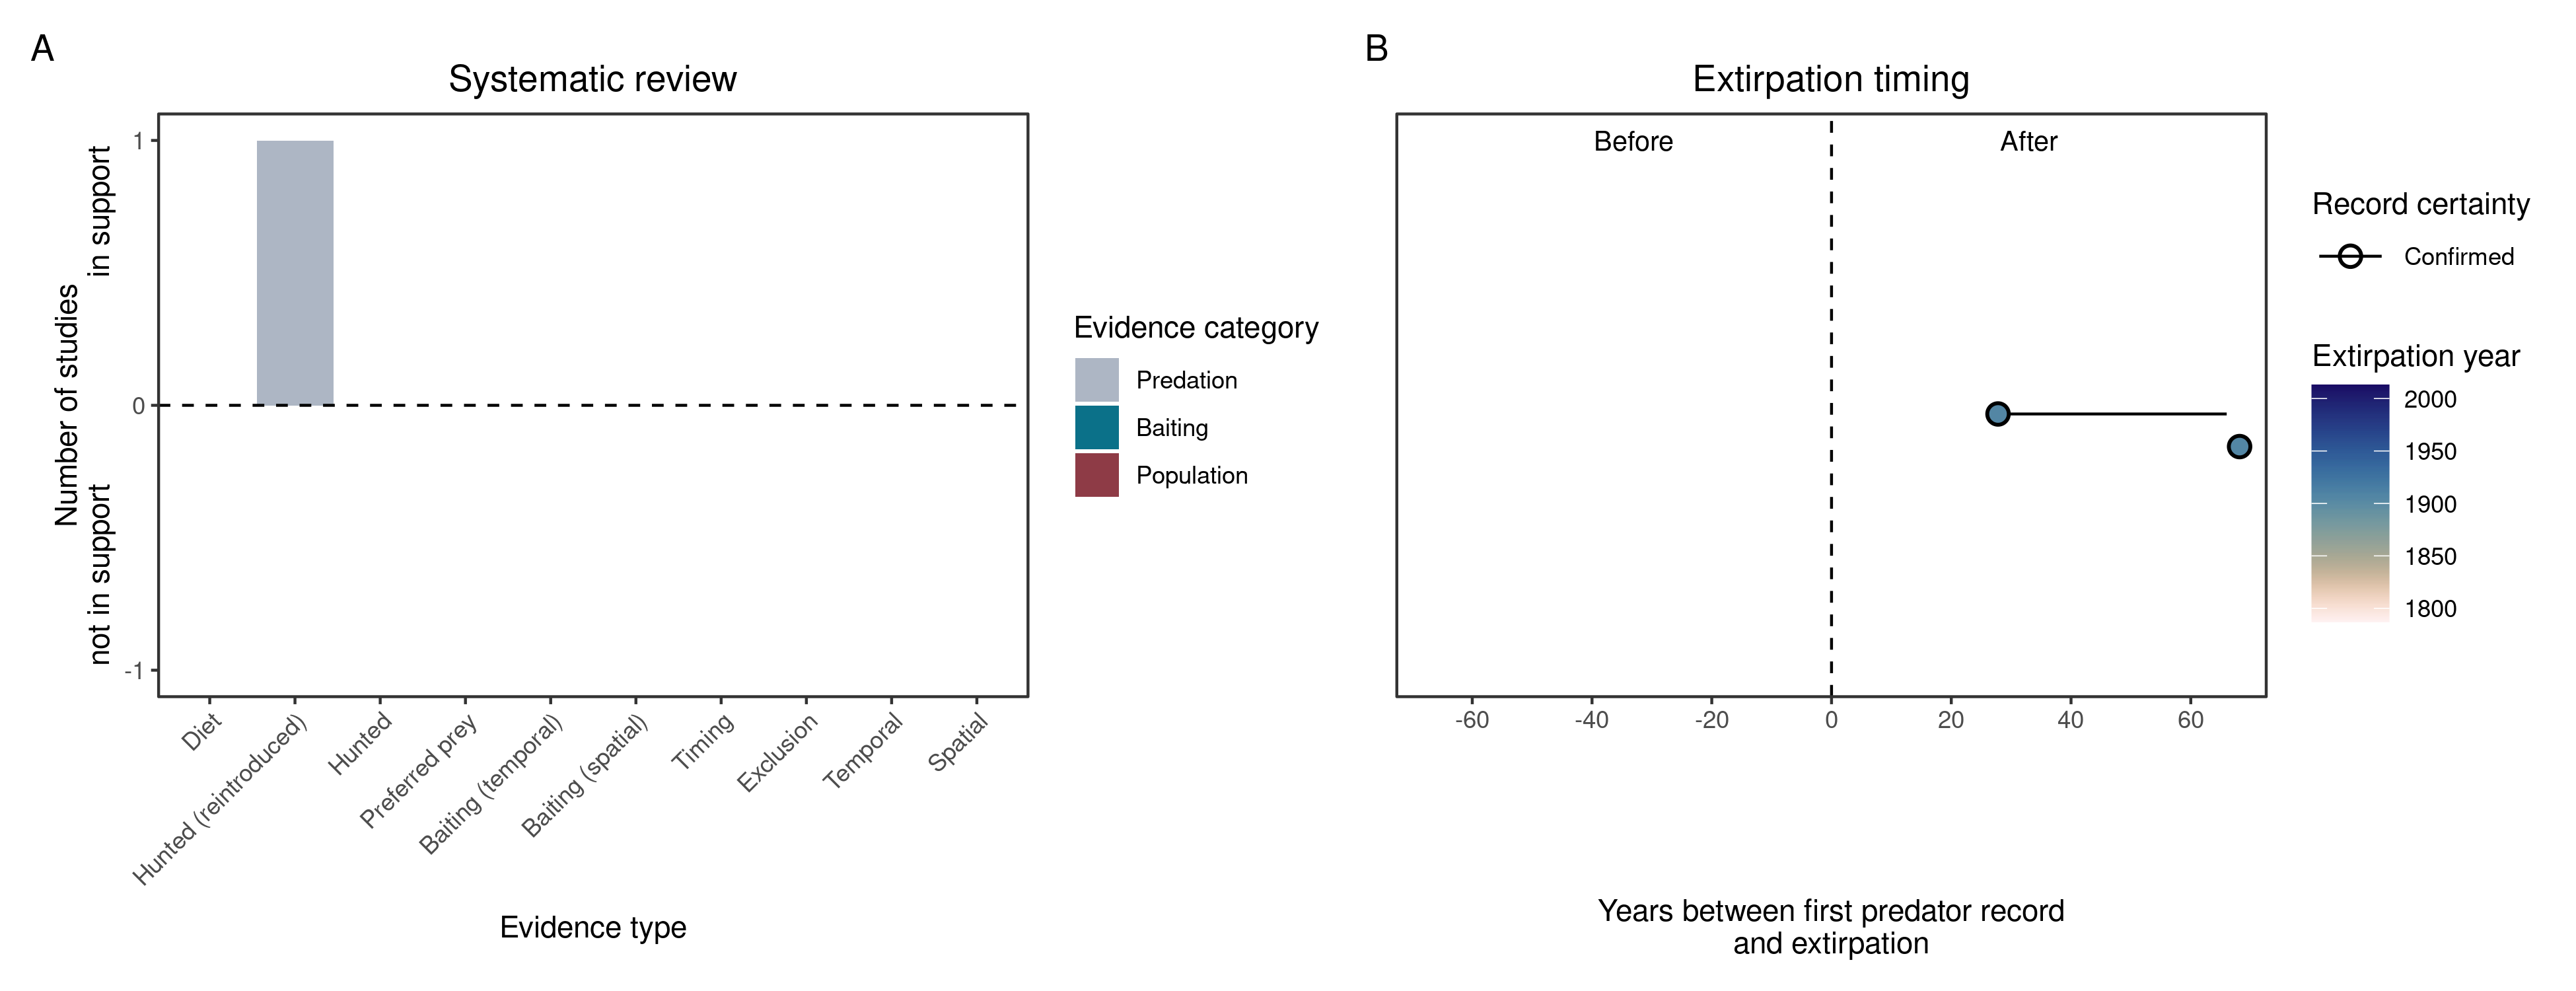 A
Systematic review
Number of studies
not in support
in support
1
0
-1
Diet
Hunted (reintroduced)
Hunted
Preferred prey
Baiting (temporal)
Baiting (spatial)
Timing
Exclusion
Temporal
Spatial
Evidence type
Evidence category
Predation
Baiting
Population
B
Extirpation timing
Before
After
-60
-40
-20
0
20
40
60
Years between first predator record
and extirpation
Record certainty
Confirmed
Extirpation year
2000
1950
1900
1850
1800